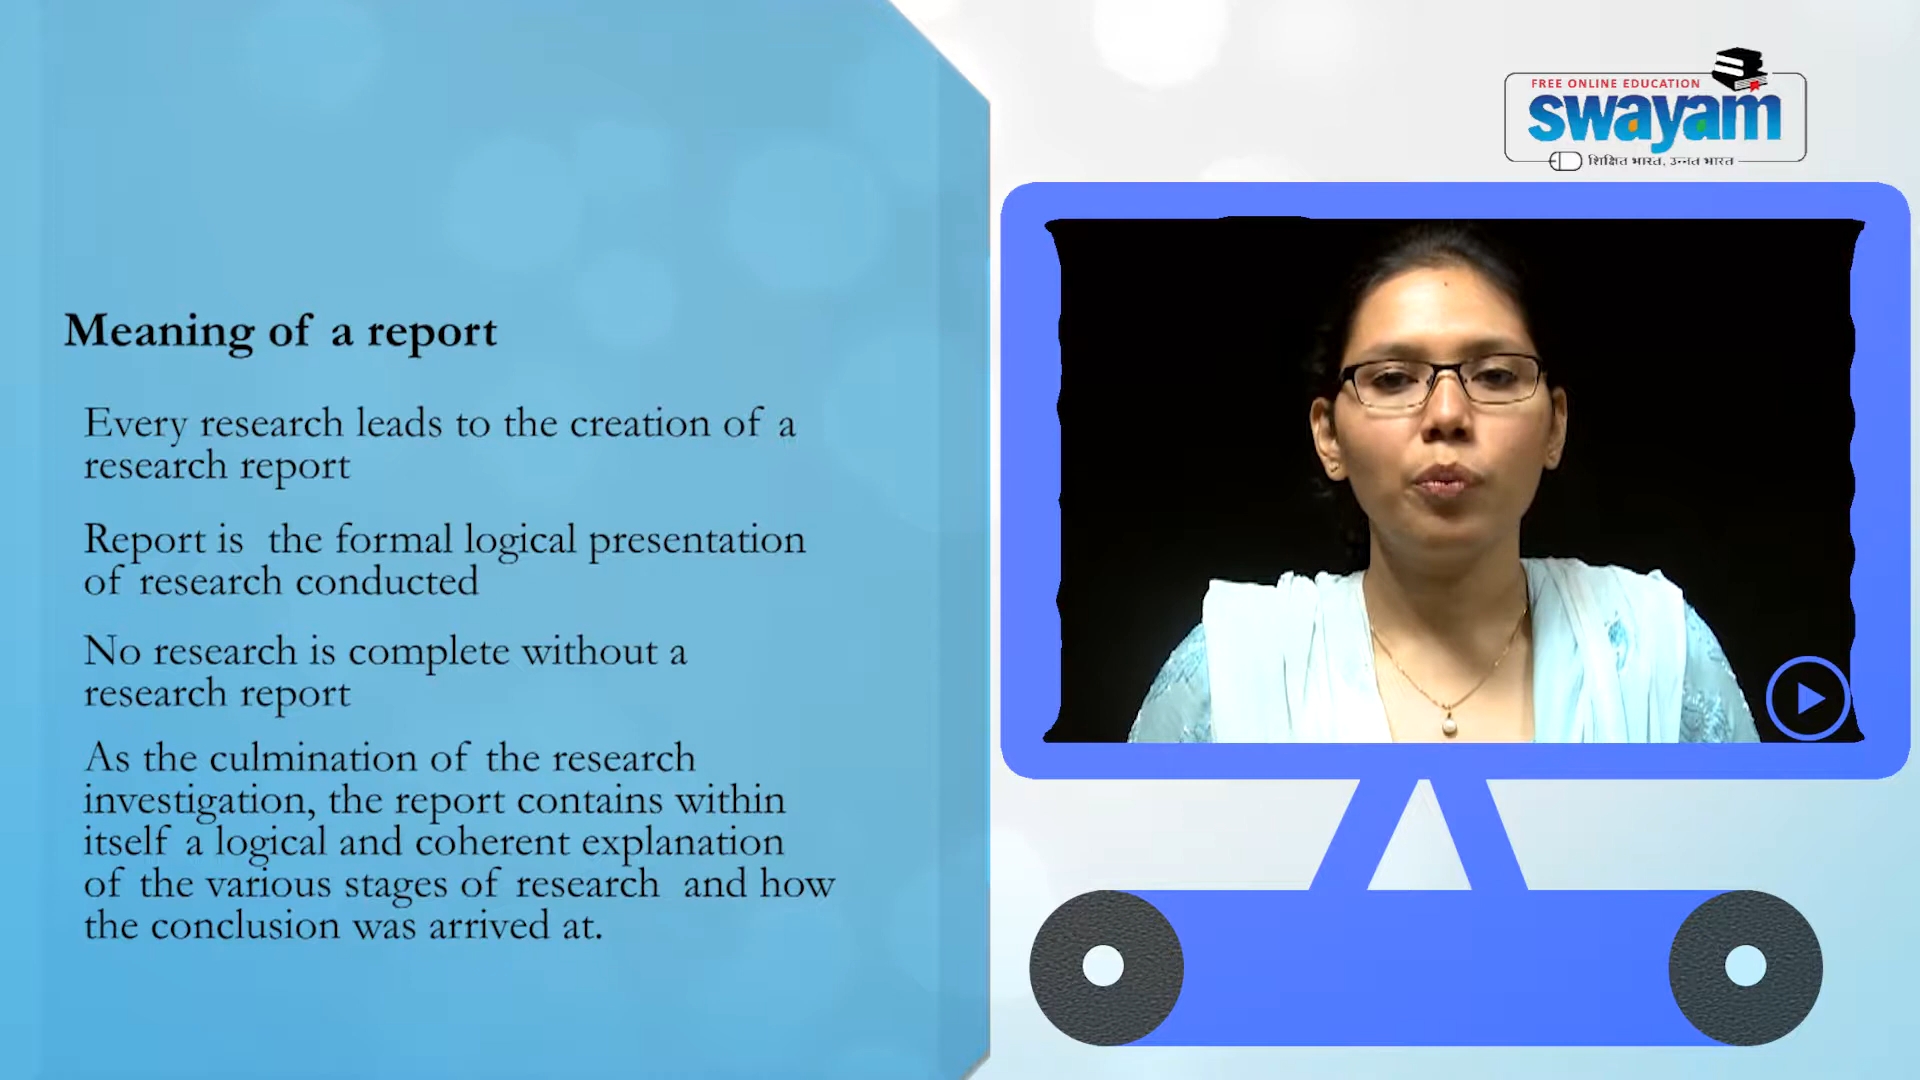 Meaning of a report
Every research leads to the creation of a
research report
Report is the formal logical presentation
of research conducted
No research is complete without a
research report
As the culmination of the research
investigation, the report contains within
itself a logical and coherent explanation
of the various stages of research and how
the conclusion was arrived at.
FREE ONLINE EDUCATION
swayam
शिक्षित भारत, उन्नत भारत